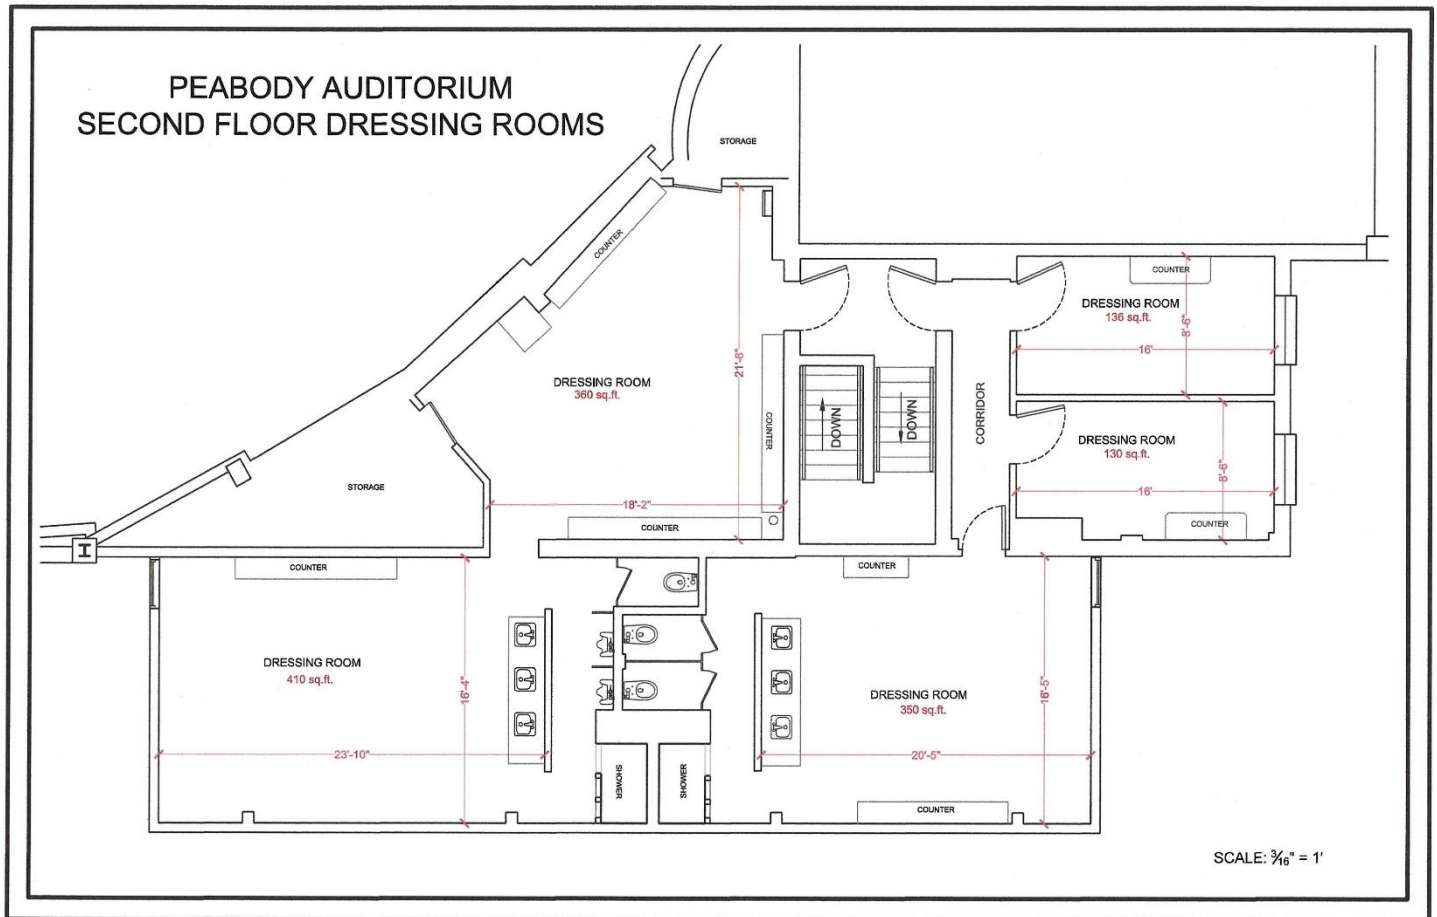 PEABODY AUDITORIUM
SECOND FLOOR DRESSING ROOMS
STORAGE
COUNTER
21'-8"
DRESSING ROOM
360 sq.ft.
COUNTER
18'-2"
COUNTER
STORAGE
DOWN
DOWN
CORRIDOR
COUNTER
DRESSING ROOM
136 sq.ft.
8'-6"
16'
DRESSING ROOM
130 sq.ft.
8'-6"
16'
COUNTER
COUNTER
DRESSING ROOM
410 sq.ft.
16'-4"
23'-10"
SHOWER
SHOWER
COUNTER
DRESSING ROOM
350 sq.ft.
16'-5"
20'-5"
COUNTER
SCALE: 3/16" = 1'